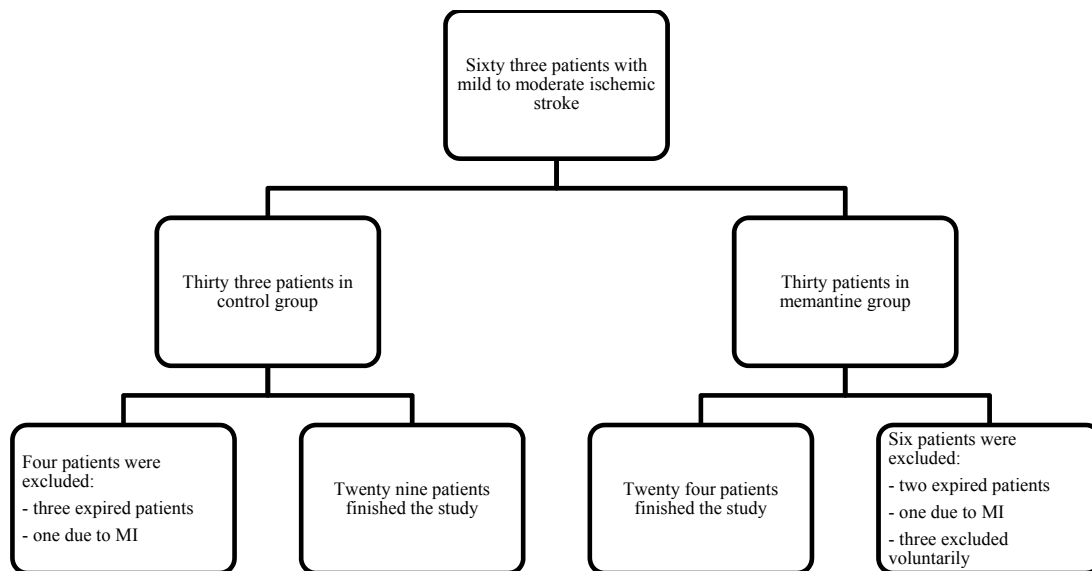 Sixty three patients with
mild to moderate ischemic
stroke
Thirty three patients in
control group
Thirty patients in
memantine group
Four patients were
excluded:
- three expired patients
- one due to MI
Twenty nine patients
finished the study
Twenty four patients
finished the study
Six patients were
excluded:
- two expired patients
- one due to MI
- three excluded
voluntarily